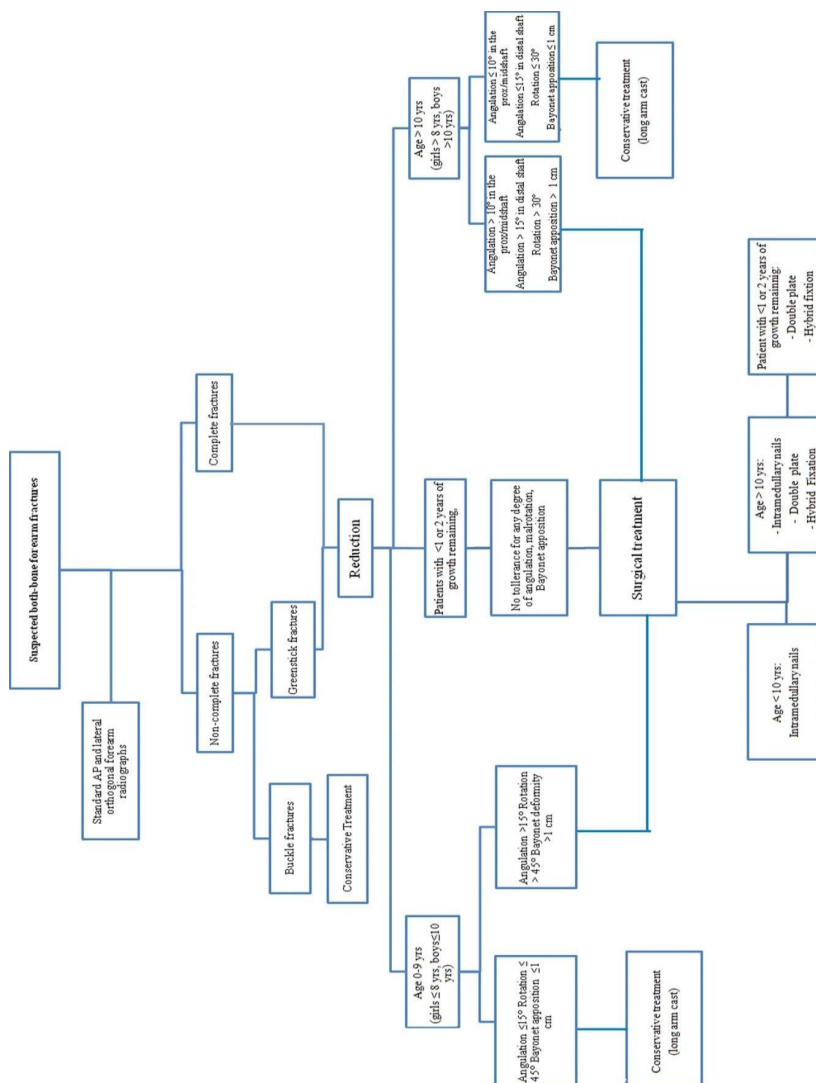 Suspected both-bone forearm fractures
Standard AP and lateral
orthogonal forearm
radiographs
Non-complete fractures
Complete fractures
Buckle fractures
Greenstick fractures
Conservative Treatment
Reduction
Age 0-9 yrs
(girls ≤ 8 yrs, boys≤10
yrs)
Patients with <1 or 2 years of
growth remaining,
Age > 10 yrs
(girls > 8 yrs, boys
>10 yrs)
Angulation ≤15° Rotation ≤
45° Bayonet apposition ≤1
cm
Angulation >15° Rotation
> 45° Bayonet deformity
>1 cm
No tollerance for any degree
of angulation, malrotation,
Bayonet apposition
Angulation > 10° in the
prox/midshaft
Angulation > 15° in distal shaft
Rotation > 30°
Bayonet apposition > 1 cm
Angulation ≤ 10° in the
prox/midshaft
Angulation ≤15° in distal shaft
Rotation ≤ 30°
Bayonet apposition ≤ 1 cm
Conservative treatment
(long arm cast)
Surgical treatment
Conservative treatment
(long arm cast)
Age < 10 yrs:
Intramedullary nails
Age > 10 yrs:
- Intramedullary nails
- Double plate
- Hybrid Fixation
Patient with <1 or 2 years of
growth remainnig:
- Double plate
- Hybrid fixtion